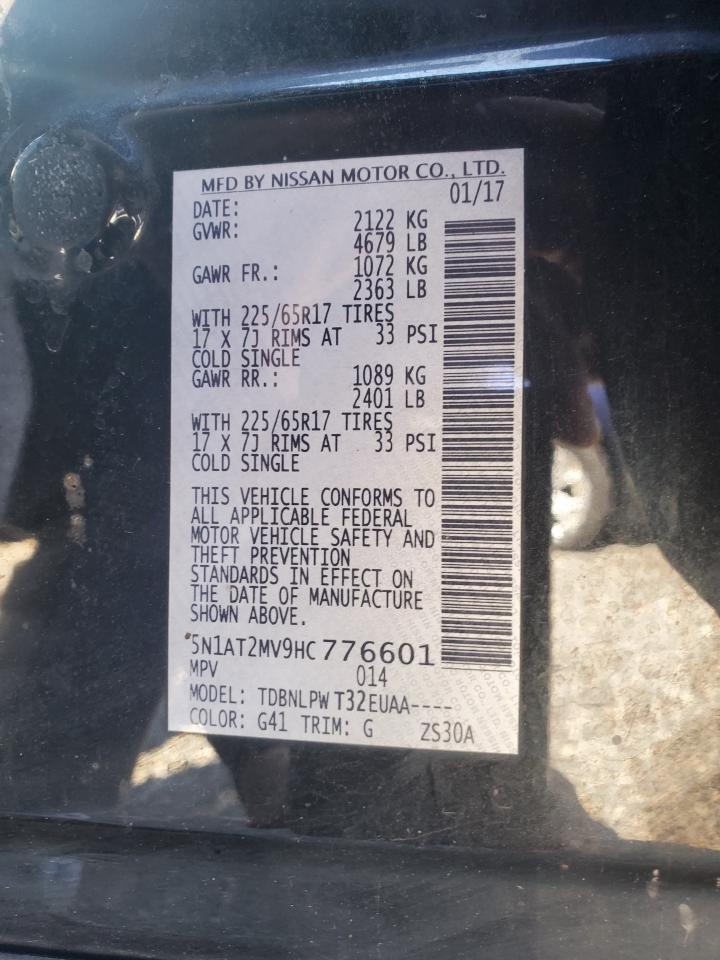 MFD BY NISSAN MOTOR CO., LTD.
DATE: 01/17
GVWR: 2122 KG
4679 LB
GAWR FR.: 1072 KG
2363 LB
WITH 225/65R17 TIRES
17 X 7J RIMS AT 33 PSI
COLD SINGLE
GAWR RR.: 1089 KG
2401 LB
WITH 225/65R17 TIRES
17 X 7J RIMS AT 33 PSI
COLD SINGLE
THIS VEHICLE CONFORMS TO
ALL APPLICABLE FEDERAL
MOTOR VEHICLE SAFETY AND
THEFT PREVENTION
STANDARDS IN EFFECT ON
THE DATE OF MANUFACTURE
SHOWN ABOVE.
5N1AT2MV9HC776601
MPV 014
MODEL: TDBNLPWT32EUAA----
COLOR: G41 TRIM: G ZS30A